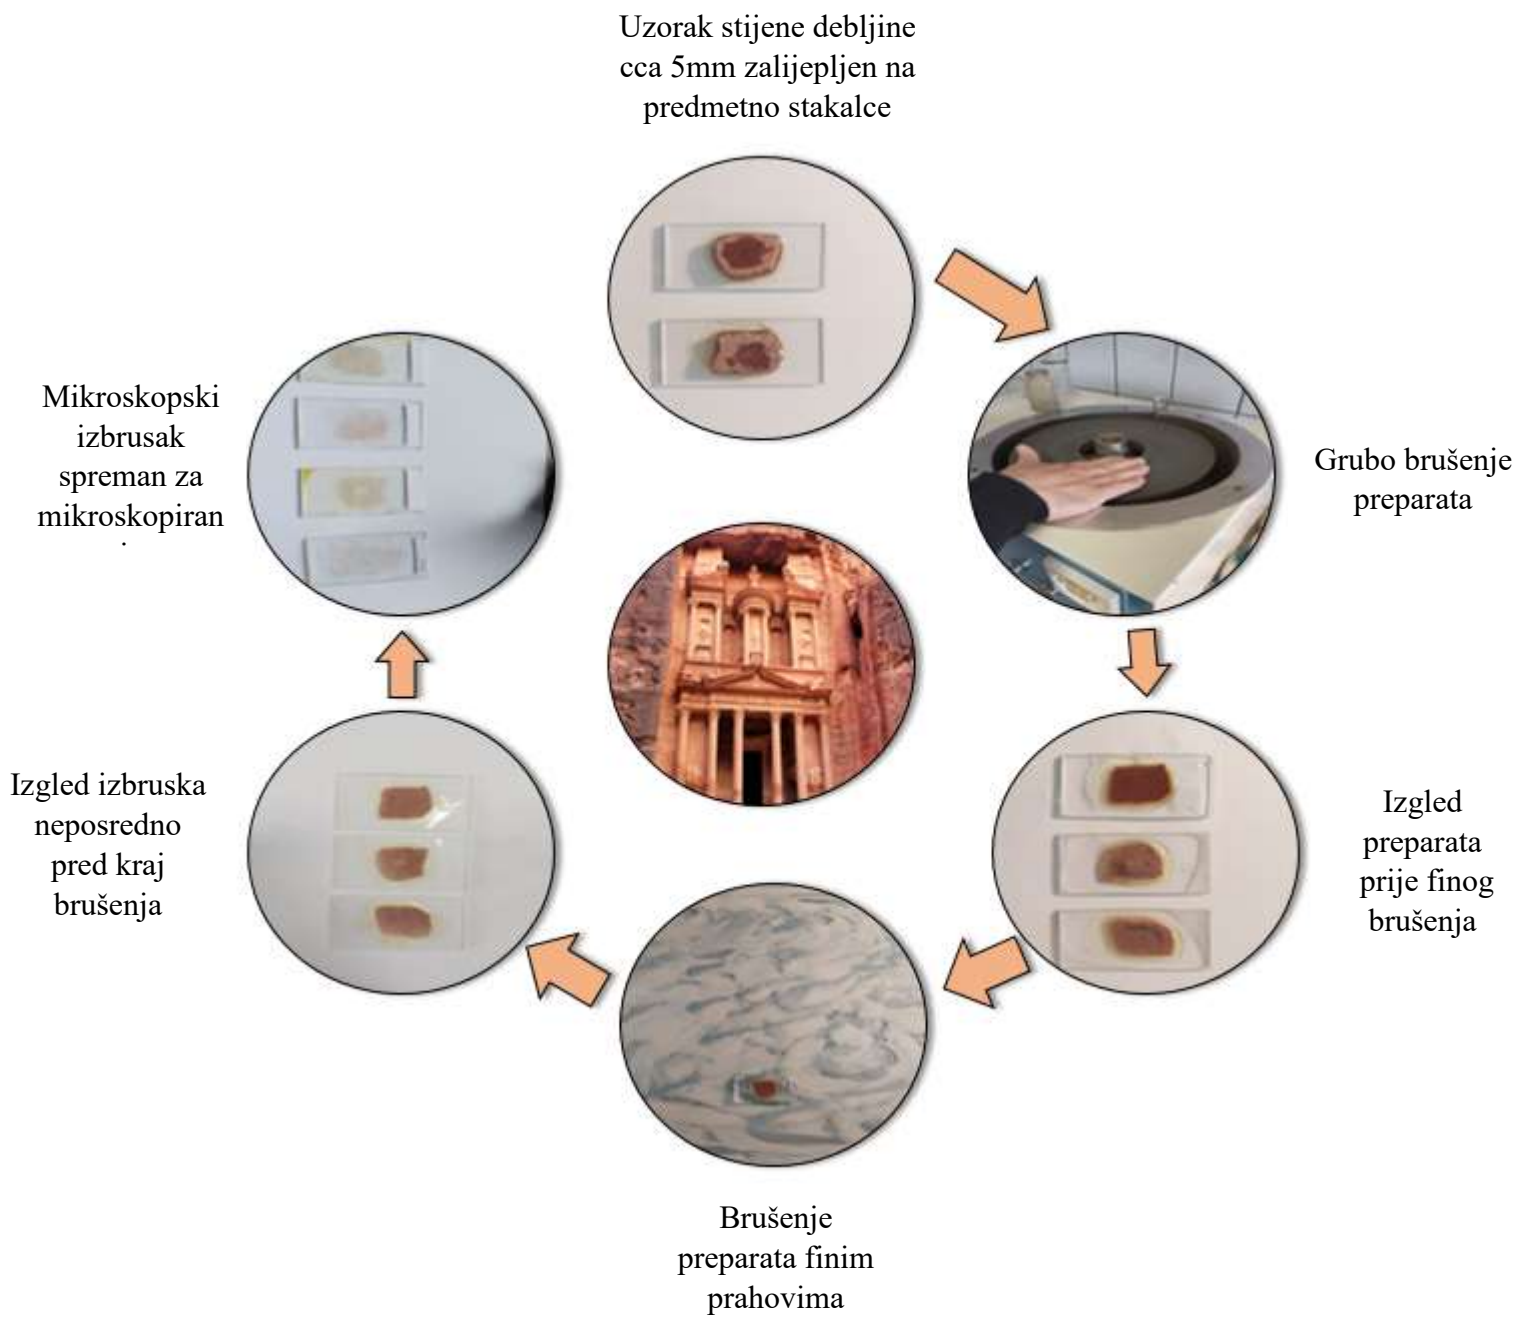 Uzorak stijene debljine
cca 5mm zalijepljen na
predmetno stakalce
Grubo brušenje
preparata
Izgled
preparata
prije finog
brušenja
Brušenje
preparata finim
prahovima
Izgled izbruska
neposredno
pred kraj
brušenja
Mikroskopski
izbrusak
spreman za
mikroskopiran